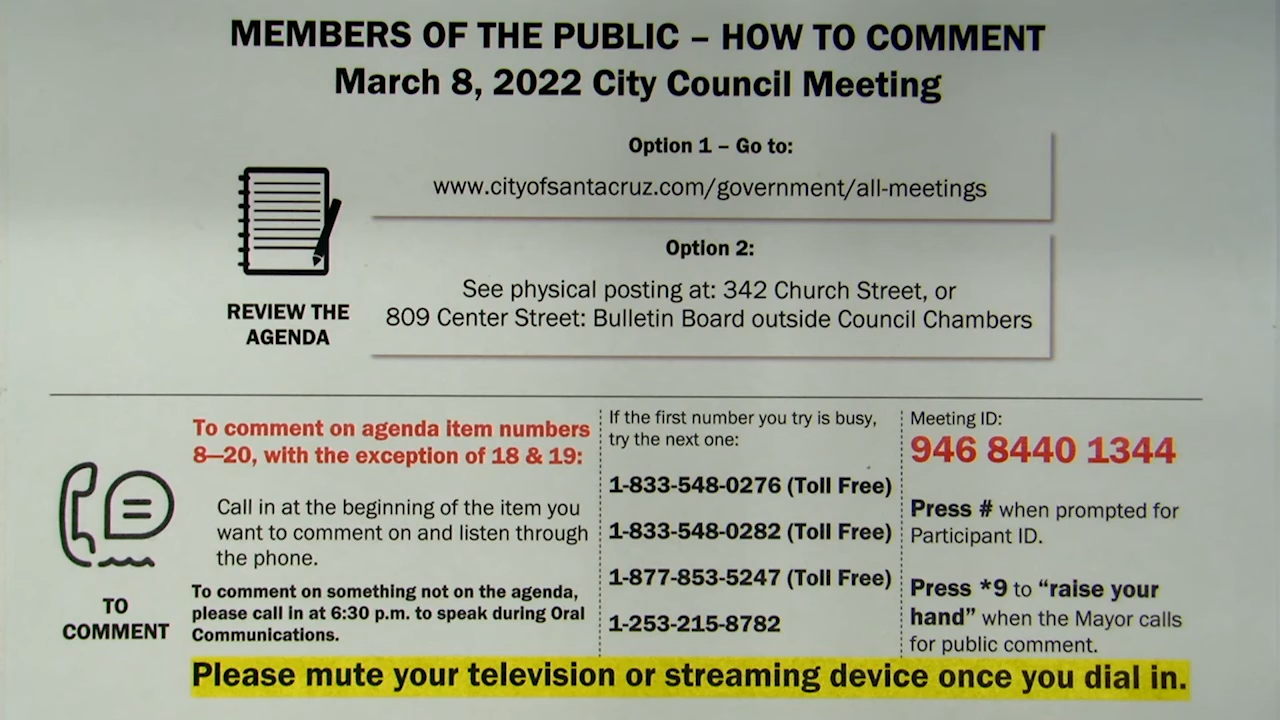 MEMBERS OF THE PUBLIC – HOW TO COMMENT
March 8, 2022 City Council Meeting
Option 1 – Go to:
www.cityofsantacruz.com/government/all-meetings
Option 2:
See physical posting at: 342 Church Street, or
809 Center Street: Bulletin Board outside Council Chambers
REVIEW THE
AGENDA
To comment on agenda item numbers
8—20, with the exception of 18 & 19:
Call in at the beginning of the item you
want to comment on and listen through
the phone.
To comment on something not on the agenda,
please call in at 6:30 p.m. to speak during Oral
Communications.
TO
COMMENT
If the first number you try is busy,
try the next one:
1-833-548-0276 (Toll Free)
1-833-548-0282 (Toll Free)
1-877-853-5247 (Toll Free)
1-253-215-8782
Meeting ID:
946 8440 1344
Press # when prompted for
Participant ID.
Press *9 to “raise your
hand” when the Mayor calls
for public comment.
Please mute your television or streaming device once you dial in.